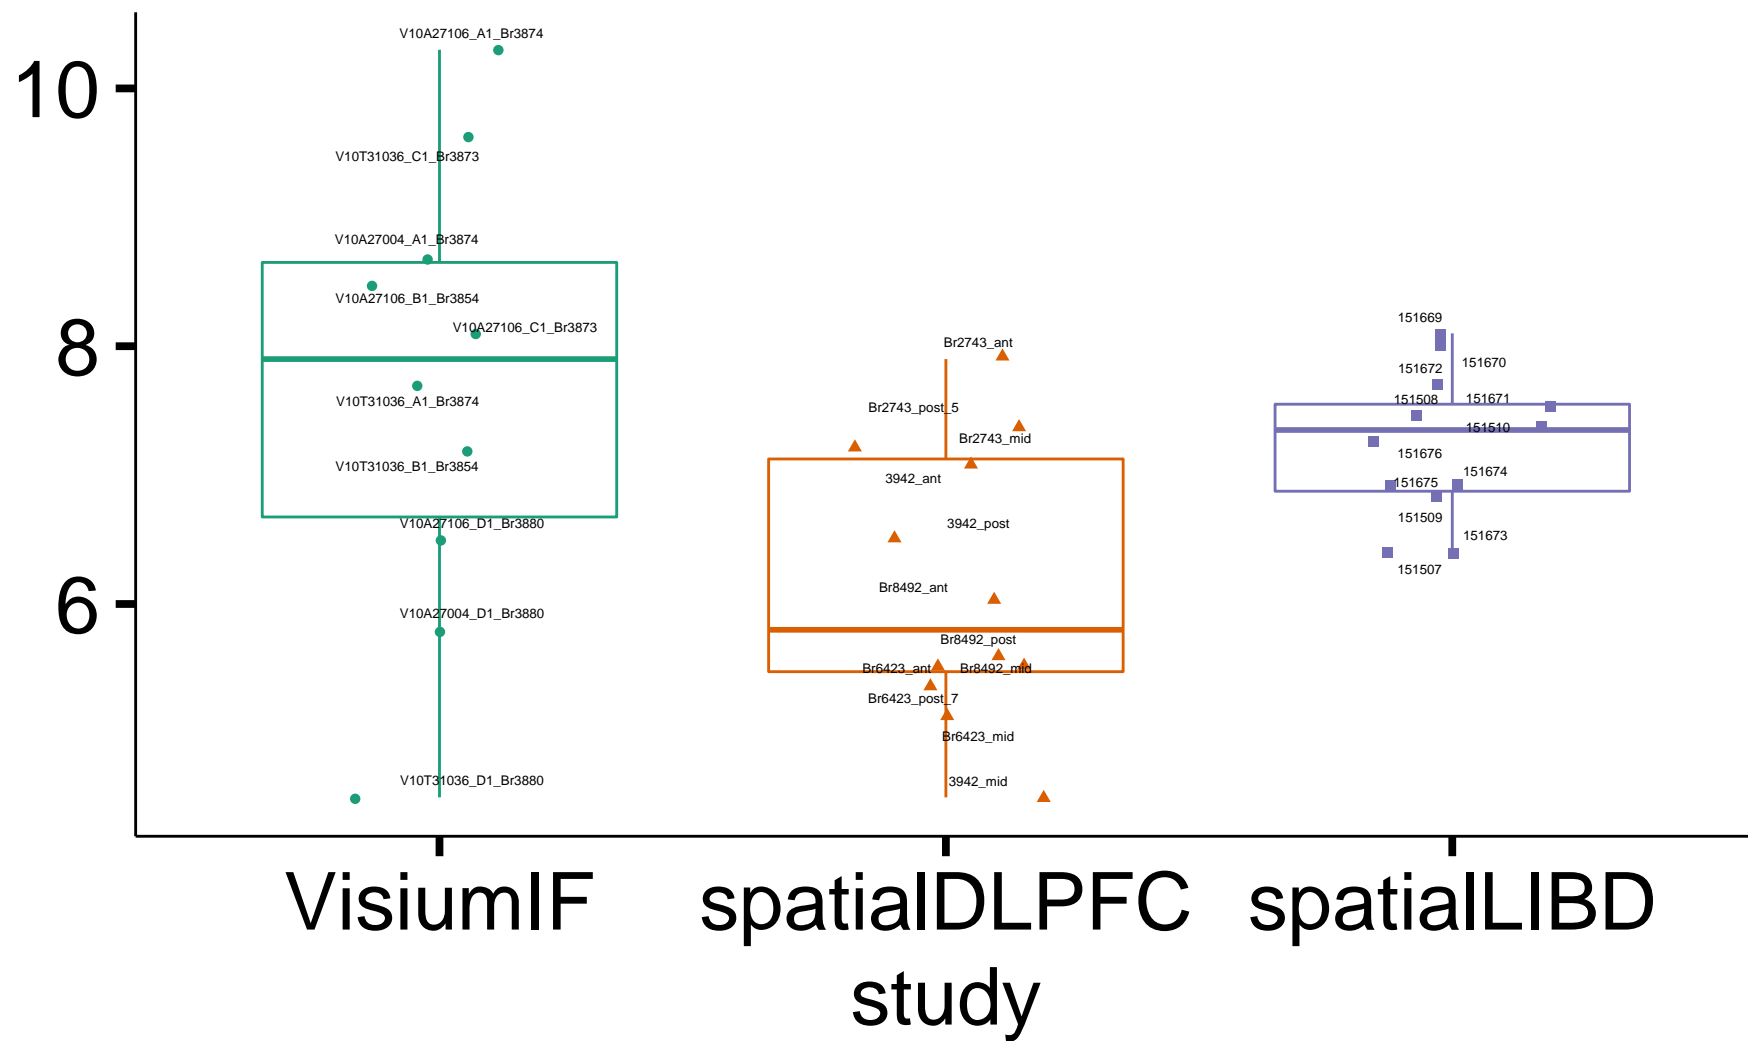 V10A27106_A1_Br3874
10
V10T31036_C1_Br3873
V10A27004_A1_Br3874
V10A27106_B1_Br3854
V10A27106_C1_Br3873
8
V10T31036_A1_Br3874
V10T31036_B1_Br3854
V10A27106_D1_Br3880
6
V10A27004_D1_Br3880
V10T31036_D1_Br3880
Br2743_ant
Br2743_post_5
Br2743_mid
3942_ant
3942_post
Br8492_ant
Br8492_post
Br6423_ant
Br8492_mid
Br6423_post_7
Br6423_mid
3942_mid
151669
151670
151672
151508
151671
151510
151676
151674
151675
151509
151673
151507
VisiumIF
spatialDLPFC
spatialLIBD
study